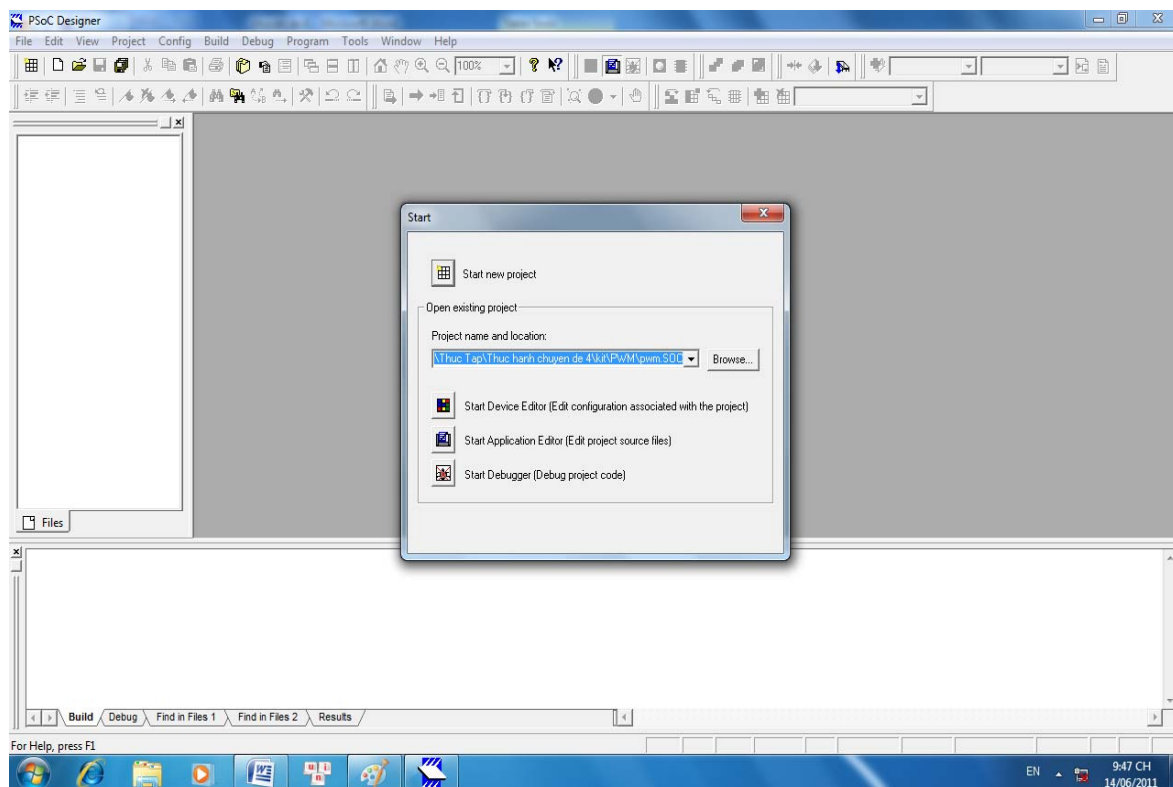 PSoC Designer
File Edit View Project Config Build Debug Program Tools Window Help
100%
Start
Start new project
Open existing project
Project name and location:
\Thuc Tap\Thuc hanh chuyen de 4\kit\PWM\pwm.SOC
Browse...
Start Device Editor (Edit configuration associated with the project)
Start Application Editor (Edit project source files)
Start Debugger (Debug project code)
Files
Build Debug Find in Files 1 Find in Files 2 Results
For Help, press F1
EN
9:47 CH
14/06/2011